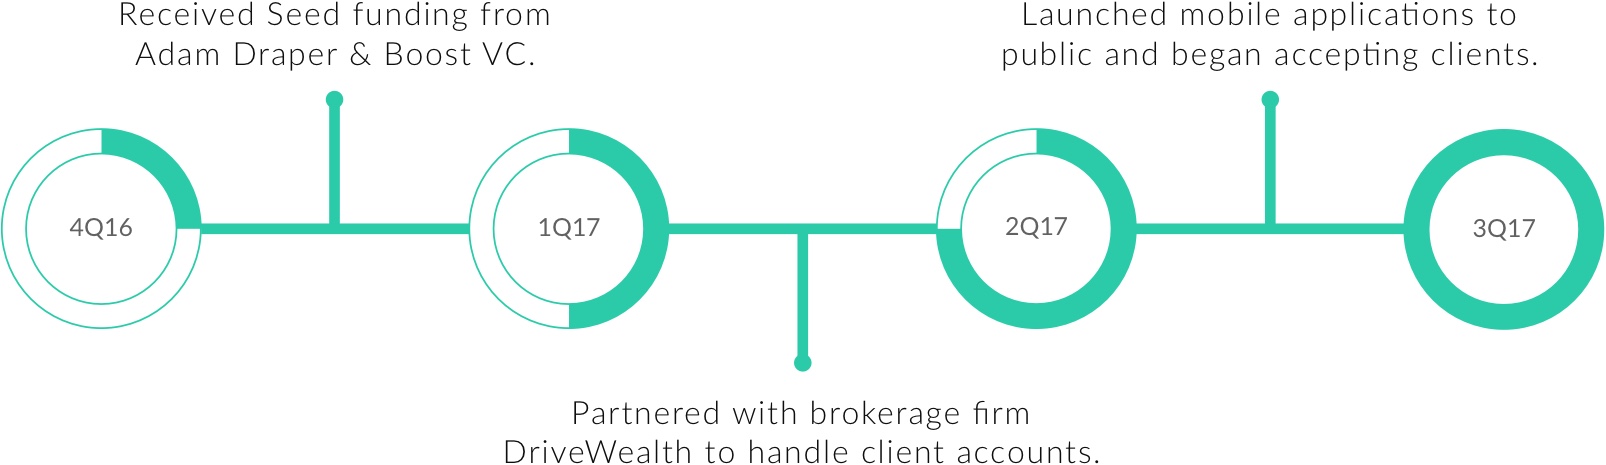 Received Seed funding from
Adam Draper & Boost VC.
Launched mobile applications to
public and began accepting clients.
4Q16
1Q17
2Q17
3Q17
Partnered with brokerage firm
DriveWealth to handle client accounts.